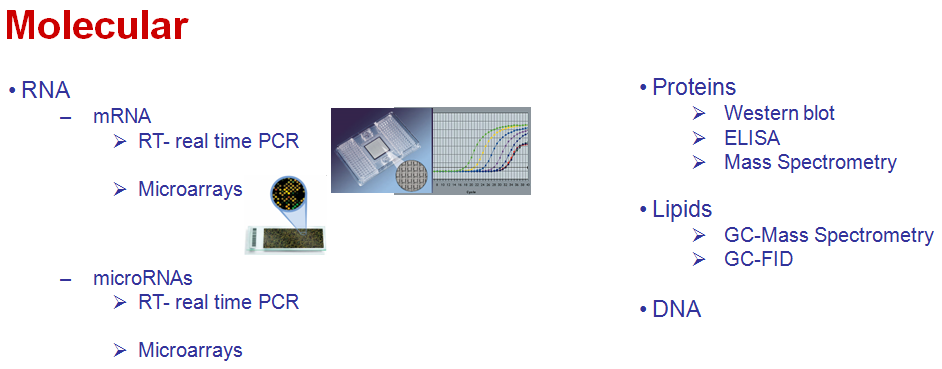 Molecular
• RNA
– mRNA
➢ RT- real time PCR
➢ Microarrays
– microRNAs
➢ RT- real time PCR
➢ Microarrays
Cycle
• Proteins
➢ Western blot
➢ ELISA
➢ Mass Spectrometry
• Lipids
➢ GC-Mass Spectrometry
➢ GC-FID
• DNA